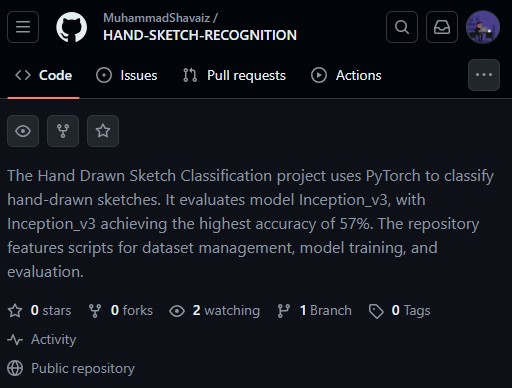 MuhammadShavaiz /
HAND-SKETCH-RECOGNITION
Code Issues Pull requests Actions
The Hand Drawn Sketch Classification project uses PyTorch to classify
hand-drawn sketches. It evaluates model Inception_v3, with
Inception_v3 achieving the highest accuracy of 57%. The repository
features scripts for dataset management, model training, and
evaluation.
0 stars 0 forks 2 watching 1 Branch 0 Tags
Activity
Public repository